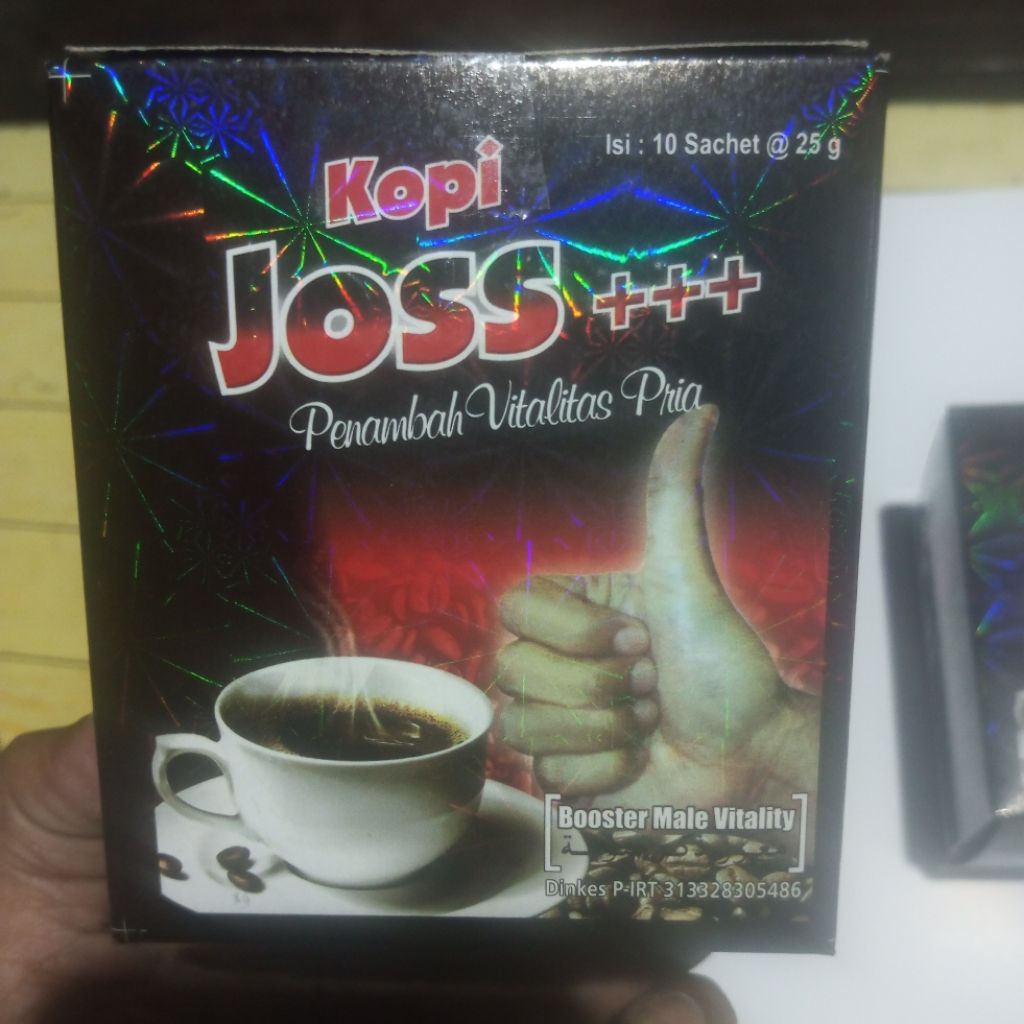 Isi : 10 Sachet @ 25 g
Kopi
Joss +++
Penambah Vitalitas Pria
Booster Male Vitality
Dinkes P-IRT 313328305486